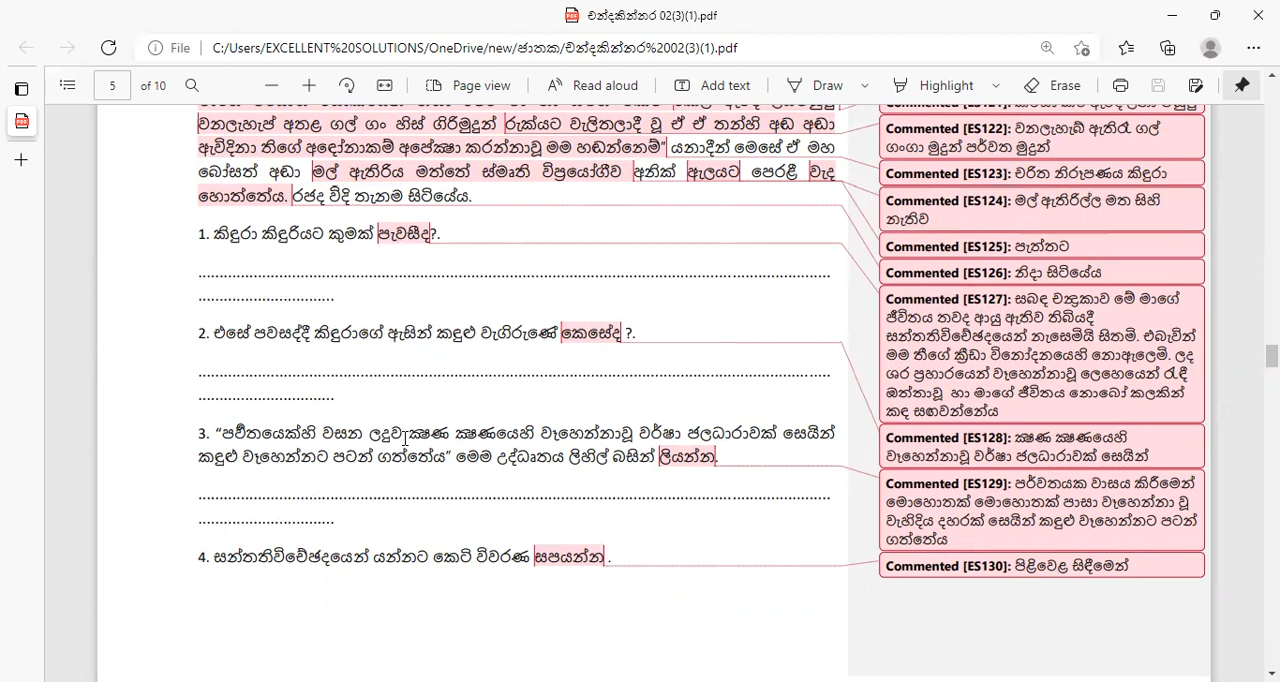 චන්දකින්නර 02(3)(1).pdf
File C:/Users/EXCELLENT%20SOLUTIONS/OneDrive/new/ජාතක/චන්දකින්නර%2002(3)(1).pdf
5 of 10 Page view Read aloud Add text Draw Highlight Erase
වනලැහැප් අතළ ගල් ගං හිස් ගිරිමුදුන් රුක්යට වැලිතලාදී වූ ඒ ඒ තන්හි අඬ අඬා
ඇවිදිනා තිගේ අඳෝනාකම් අපේක්‍ෂා කරන්නාවූ මම හඬන්නෙම්” යනාදීන් මෙසේ ඒ මහ
බෝසත් අඩා මල් ඇතිරිය මත්තේ ස්මෘති විප්‍රයෝගීව අනික් ඇලයට පෙරළී වැද
හොත්තේය. රජද විදි තැනම සිටියේය.
1. කිඳුරා කිඳුරියට කුමක් පැවසීද?.
2. එසේ පවසද්දී කිඳුරාගේ ඇසින් කඳුළු වැගිරුණේ කෙසේද ?.
3. “පර්‍වතයෙක්හි වසන ලදුව ක්‍ෂණ ක්‍ෂණයෙහි වෑහෙන්නාවූ වර්ෂා ජලධාරාවක් සෙයින්
කඳුළු වෑහෙන්නට පටන් ගත්තේය” මෙම උද්ධෘතය ලිහිල් බසින් ලියන්න.
4. සන්තතිවිච්ඡේදයෙන් යන්නට කෙටි විවරණ සපයන්න .
Commented [ES122]: වනලැහැබ් ඇතිරෑ ගල්
ගංගා මුදුන් පර්වත මුදුන්
Commented [ES123]: චරිත නිරූපණය කිඳුරා
Commented [ES124]: මල් ඇතිරිල්ල මත සිහි
නැතිව
Commented [ES125]: පැත්තට
Commented [ES126]: නිදා සිටියේය
Commented [ES127]: සබඳ චන්‍ද්‍රකාව මේ මාගේ
ජීවිතය තවද ආයු ඇතිව තිබියදී
සන්තතිවිච්ඡේදයෙන් නැසෙමියි සිතමි. එබැවින්
මම තීගේ ක්‍රීඩා විනෝදනයෙහි නොඇලෙමි. ලද
ශර ප්‍රහාරයෙන් වෑහෙන්නාවූ ලෙහෙයෙන් රැඳී
ඔත්තාවූ හා මාගේ ජීවිතය නොබෝ කලකින්
කඳ සඟවන්නේය
Commented [ES128]: ක්‍ෂණ ක්‍ෂණයෙහි
වෑහෙන්නාවූ වර්ෂා ජලධාරාවක් සෙයින්
Commented [ES129]: පර්වතයක වාසය කිරීමෙන්
මොහොතක් මොහොතක් පාසා වෑහෙන්නා වූ
වැහිදිය දහරක් සෙයින් කඳුළු වෑහෙන්නට පටන්
ගත්තේය
Commented [ES130]: පිළිවෙළ සිඳීමෙන්